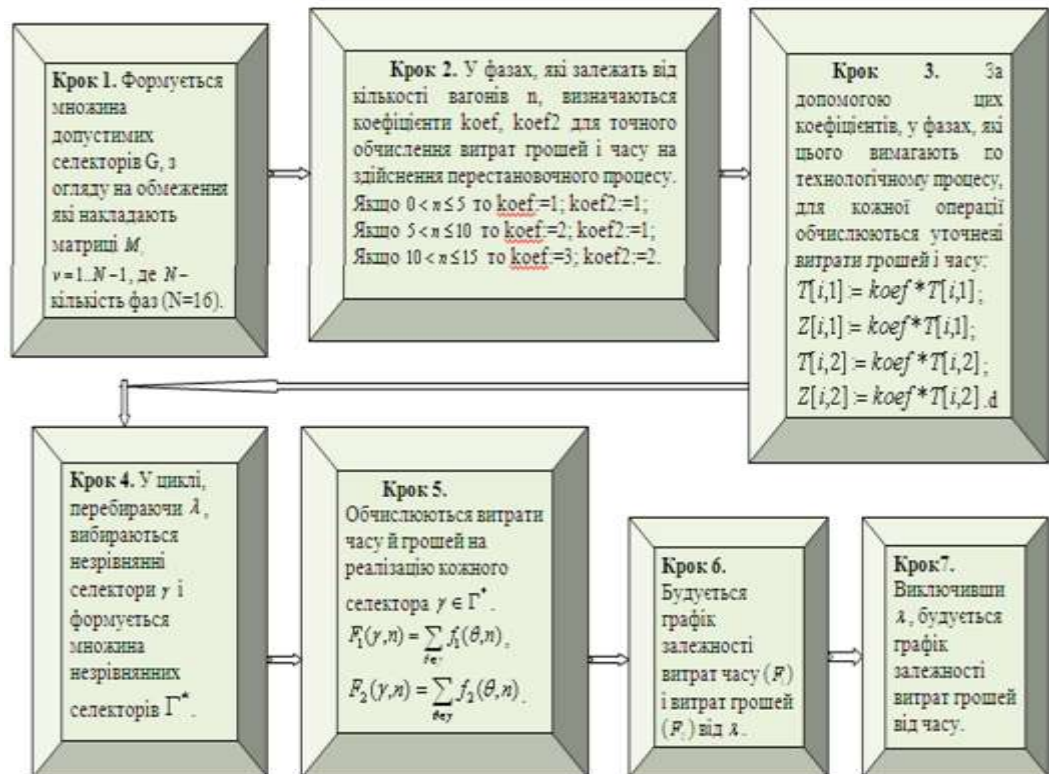 Крок 1. Формується
множина
допустимих
селекторів G, з
огляду на обмеження
які накладають
матриці M,
ν = 1..N − 1, де N −
кількість фаз (N=16).
Крок 2. У фазах, які залежать від
кількості вагонів n, визначаються
коефіцієнти koef, koef2 для точного
обчислення витрат грошей і часу на
здійснення перестановочного процесу.
Якщо 0 < n ≤ 5 то koef:=1; koef2:=1;
Якщо 5 < n ≤ 10 то koef:=2; koef2:=1;
Якщо 10 < n ≤ 15 то koef:=3; koef2:=2.
Крок 3. За
допомогою цих
коефіцієнтів, у фазах, які
цього вимагають по
технологічному процесу,
для кожної операції
обчислюються уточнені
витрати грошей і часу:
T[i,1] := koef * T[i,1];
Z[i,1] := koef * T[i,1];
T[i,2] := koef * T[i,2];
Z[i,2] := koef * T[i,2].d
Крок 4. У циклі,
перебираючи λ,
вибираються
незрівнянні
селектори γ і
формується
множина
незрівнянних
селекторів Γ*.
Крок 5.
Обчислюються витрати
часу й грошей на
реалізацію кожного
селектора γ ∈ Γ*.
F₁(γ,n) = ∑ f₁(θ,n),
θ∈γ
F₂(γ,n) = ∑ f₂(θ,n).
θ∈γ
Крок 6.
Будується
графік
залежності
витрат часу (F)
і витрат грошей
(F) від λ.
Крок7.
Виключивши
λ, будується
графік
залежності
витрат грошей
від часу.